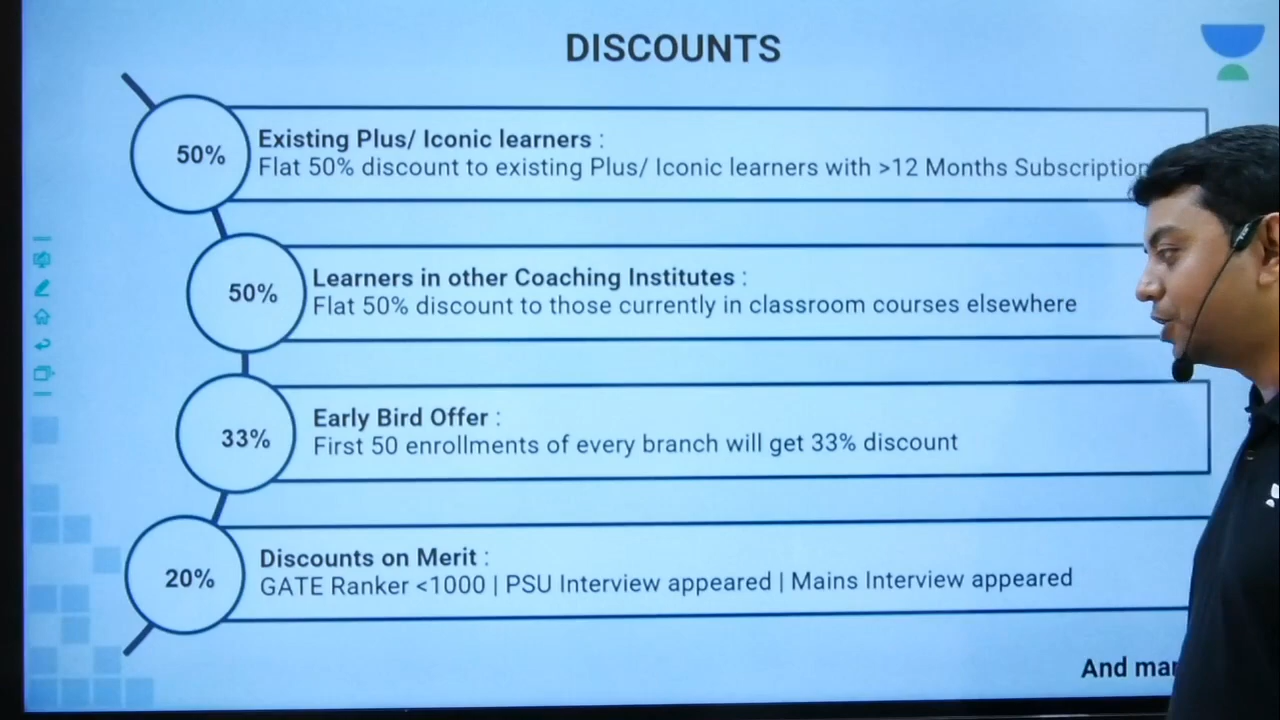 DISCOUNTS
50%
Existing Plus/ Iconic learners :
Flat 50% discount to existing Plus/ Iconic learners with >12 Months Subscription
50%
Learners in other Coaching Institutes :
Flat 50% discount to those currently in classroom courses elsewhere
33%
Early Bird Offer :
First 50 enrollments of every branch will get 33% discount
20%
Discounts on Merit :
GATE Ranker <1000 | PSU Interview appeared | Mains Interview appeared
And